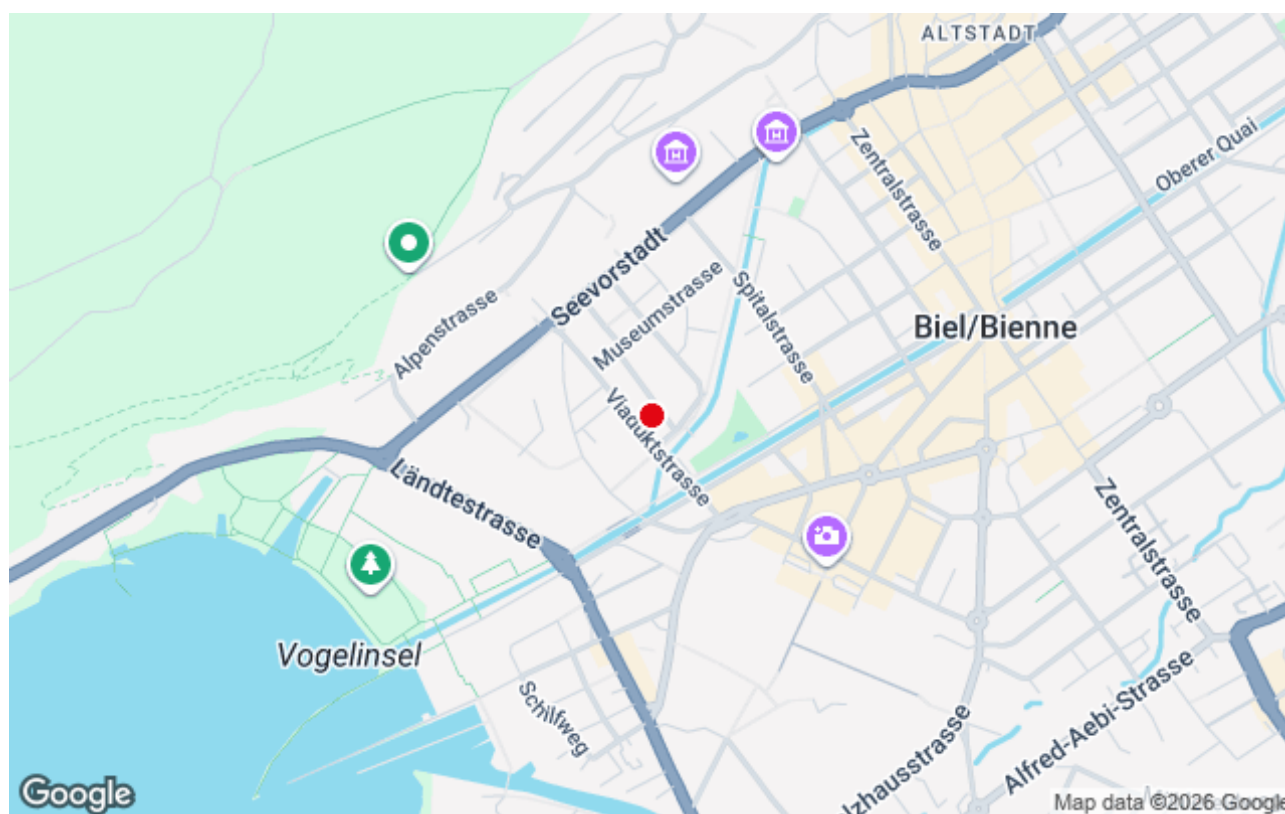 ALTSTADT
Zentralstrasse
Oberer Quai
Seevorstadt
Museumstrasse
Spitalstrasse
Alpenstrasse
Biel/Bienne
Viaduktstrasse
Ländtestrasse
Zentralstrasse
Vogelinsel
Schilfweg
lzhausstrasse
Alfred-Aebi-Strasse
Google
Map data ©2026 Google